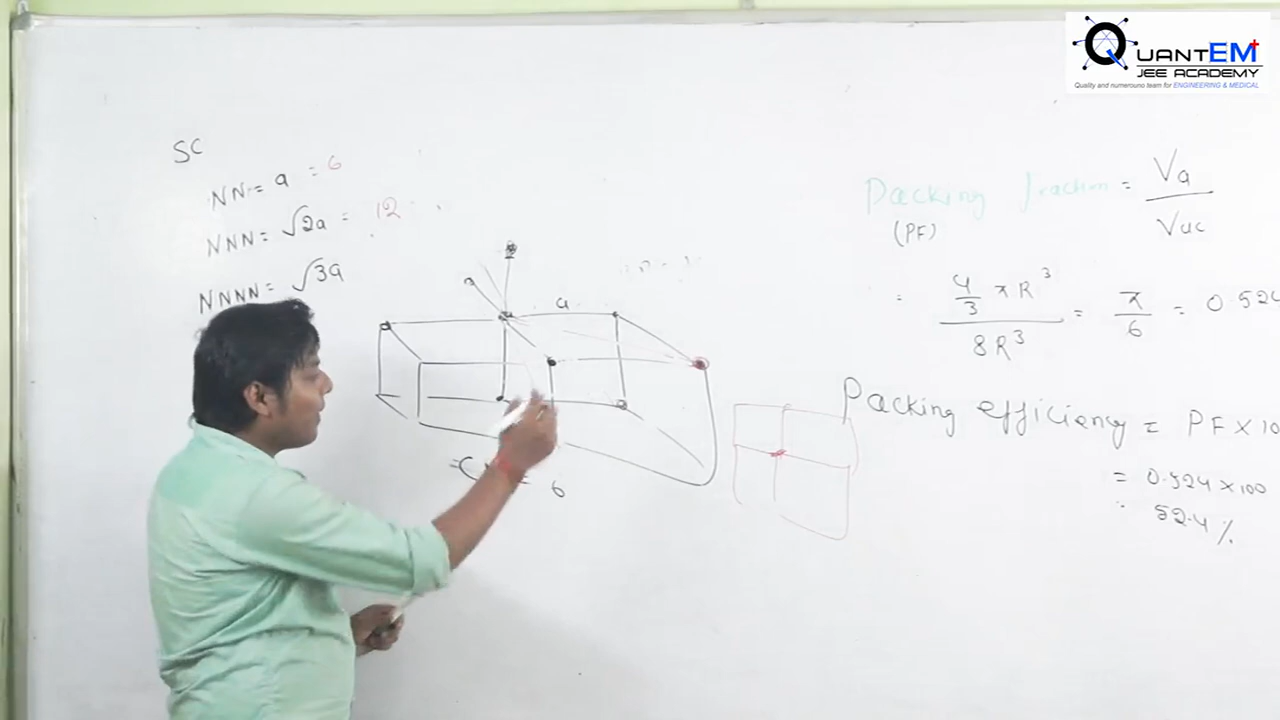 QUANTEM
JEE ACADEMY
Quality and numerouno team for ENGINEERING & MEDICAL
SC
NN = a = 6
NNN = √2a = 12
NNNN = √3a
a
6
Packing fraction = Va / Vuc
(PF)
= 4/3 π R³ / 8R³ = π/6 = 0.524
Packing efficiency = PF × 10
= 0.524 × 100
52.4 %